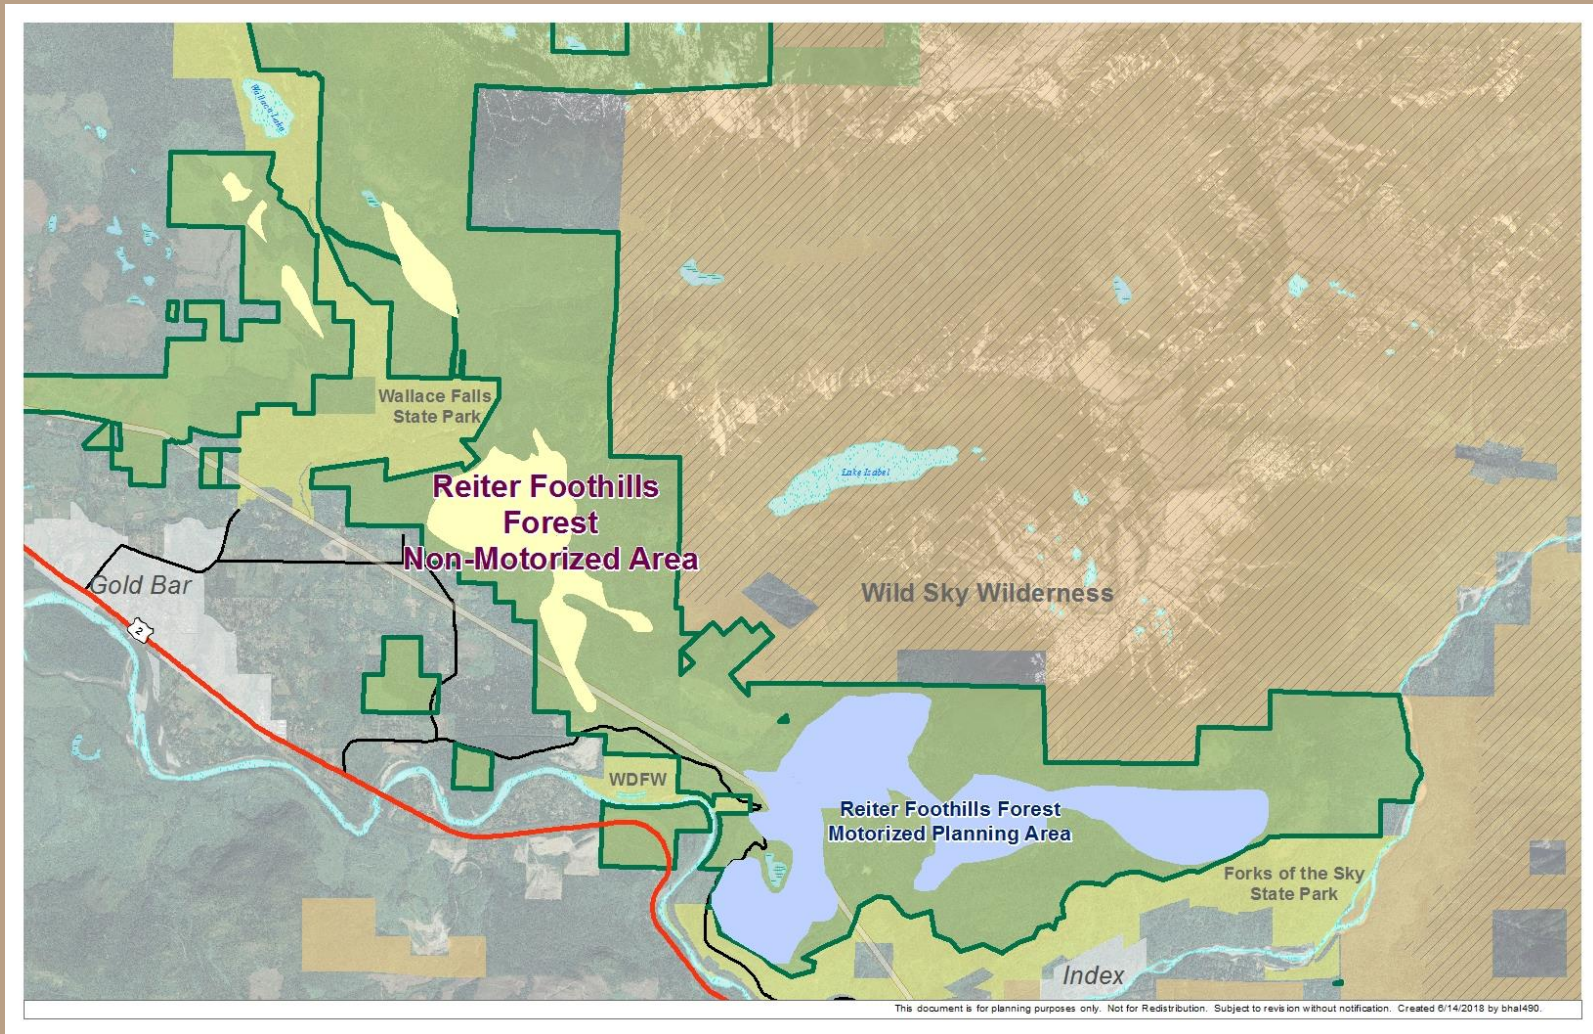 Wallace Lake
Wallace Falls
State Park
Reiter Foothills
Forest
Non-Motorized Area
Lake Isabel
Wild Sky Wilderness
Gold Bar
2
WDFW
Reiter Foothills Forest
Motorized Planning Area
Forks of the Sky
State Park
Index
This document is for planning purposes only. Not for Redistribution. Subject to revision without notification. Created 6/14/2018 by bhal490.